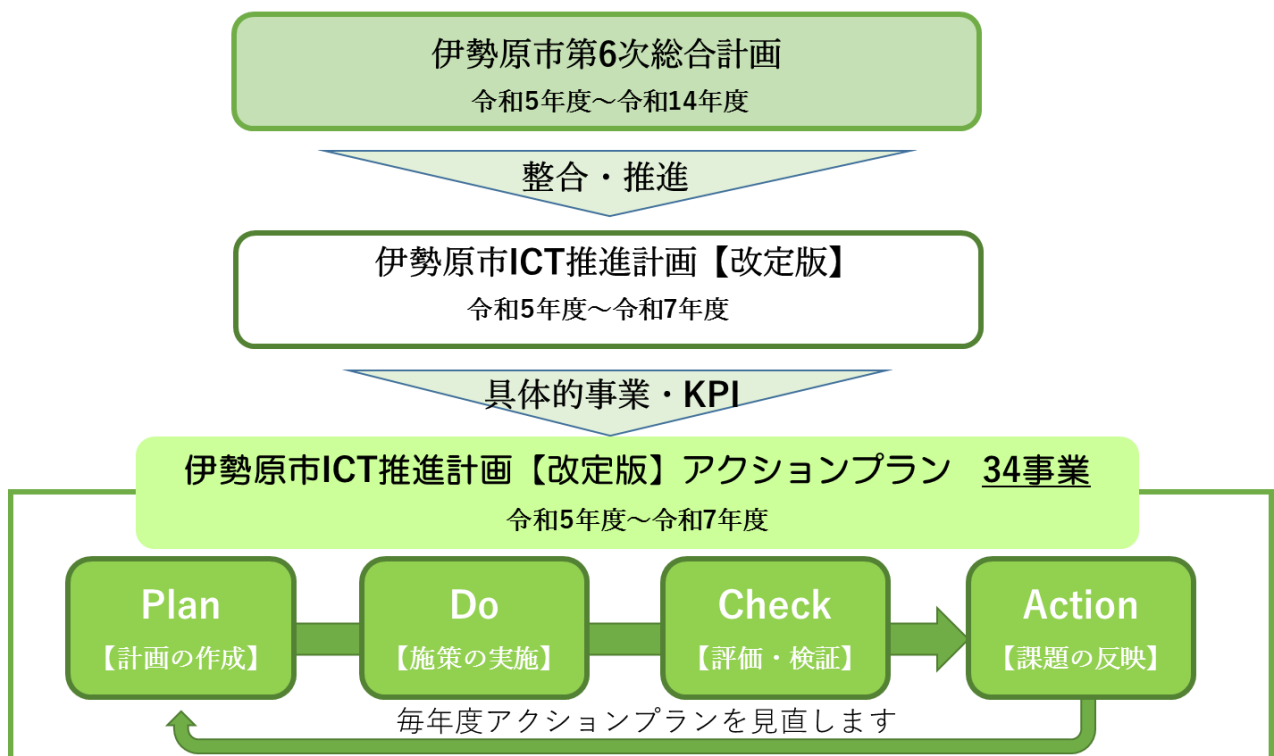 伊勢原市第6次総合計画
令和5年度～令和14年度
整合・推進
伊勢原市ICT推進計画【改定版】
令和5年度～令和7年度
具体的事業・KPI
伊勢原市ICT推進計画【改定版】アクションプラン　34事業
令和5年度～令和7年度
Plan
【計画の作成】
Do
【施策の実施】
Check
【評価・検証】
Action
【課題の反映】
毎年度アクションプランを見直します